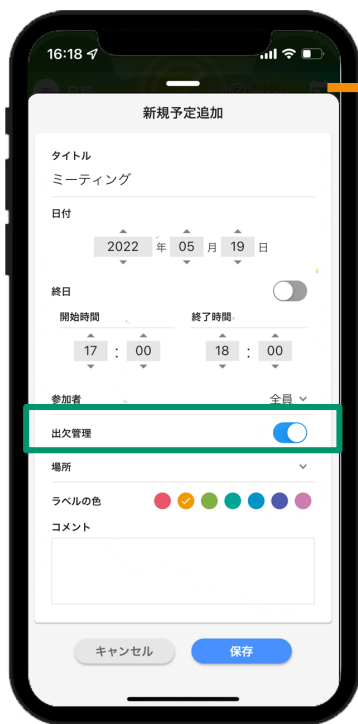 16:18
新規予定追加
タイトル
ミーティング
日付
2022 年 05 月 19 日
終日
開始時間 終了時間
17 : 00 18 : 00
参加者 全員
出欠管理
場所
ラベルの色
コメント
キャンセル 保存